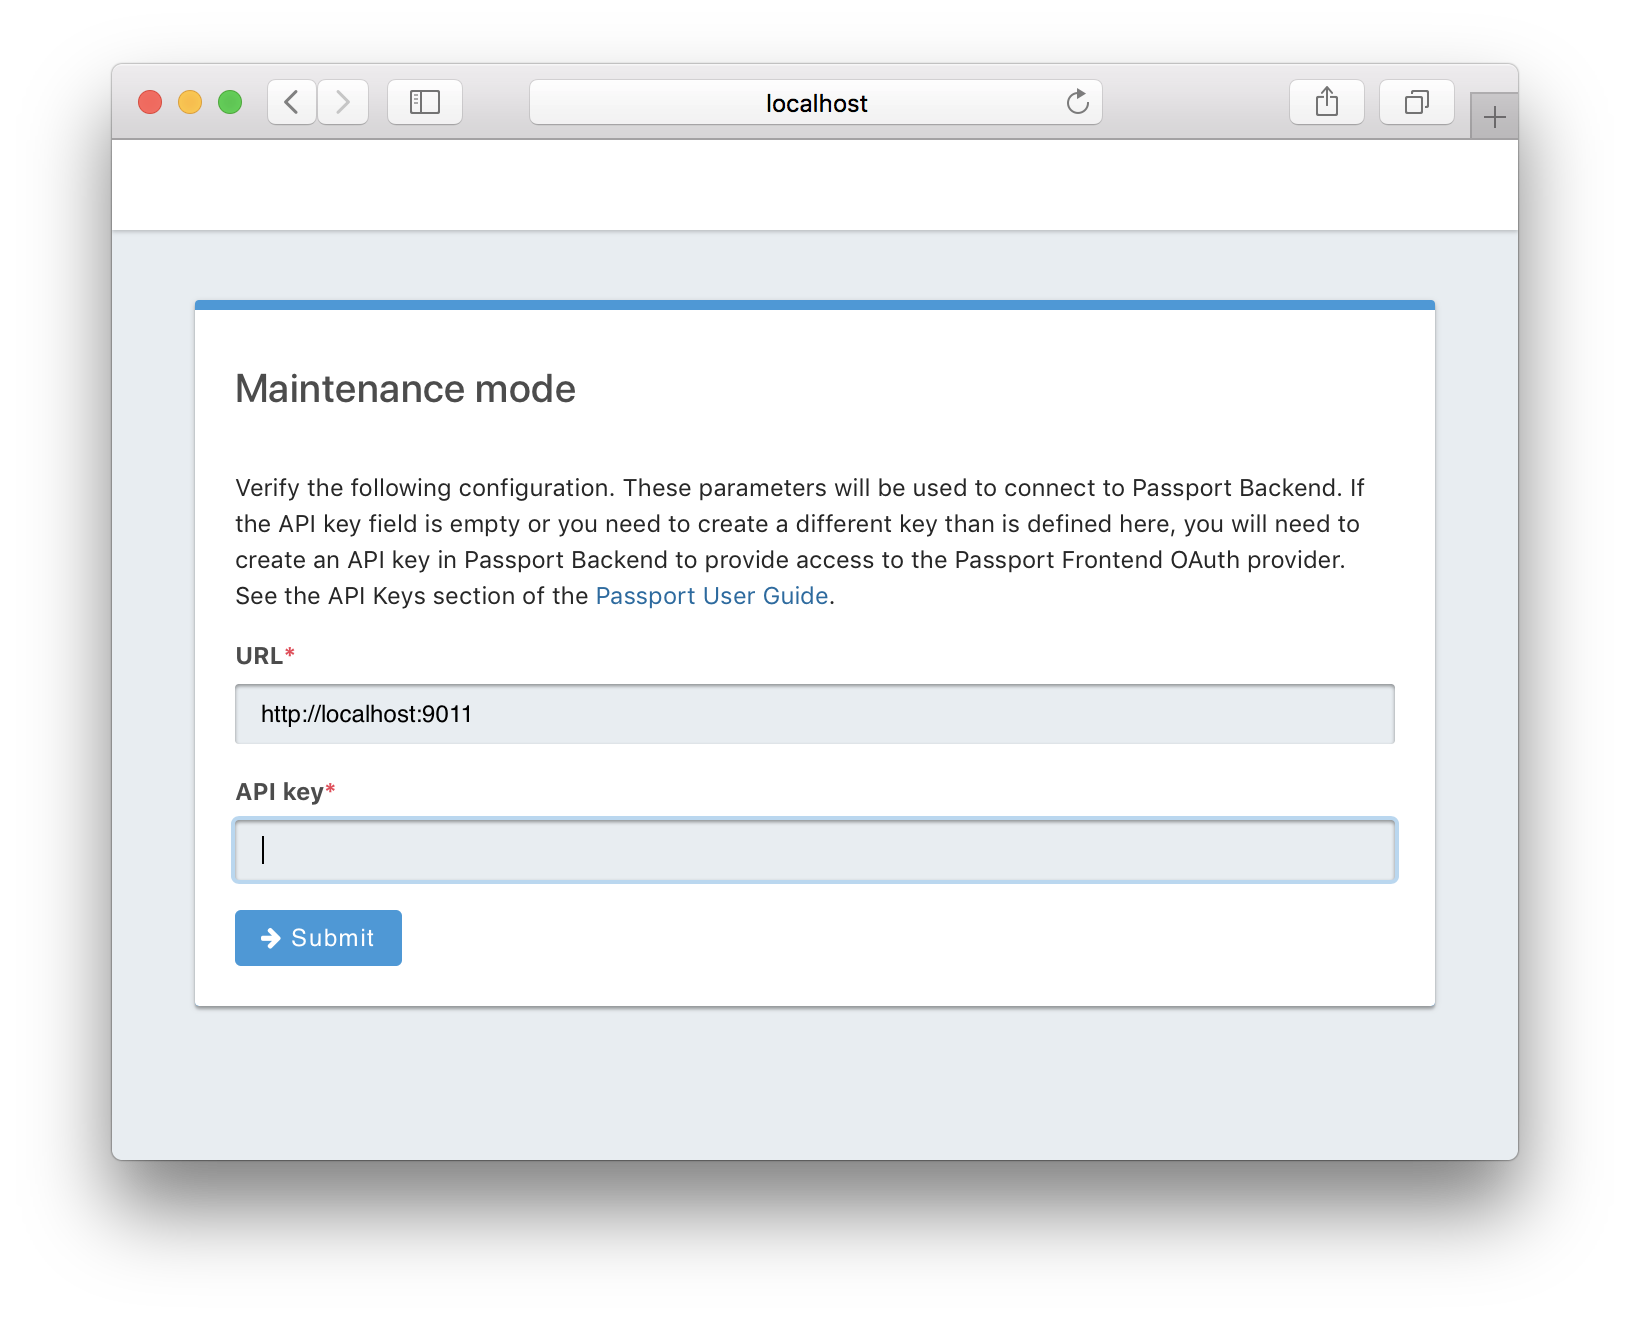 localhost
Maintenance mode
Verify the following configuration. These parameters will be used to connect to Passport Backend. If
the API key field is empty or you need to create a different key than is defined here, you will need to
create an API key in Passport Backend to provide access to the Passport Frontend OAuth provider.
See the API Keys section of the Passport User Guide.
URL*
http://localhost:9011
API key*
Submit